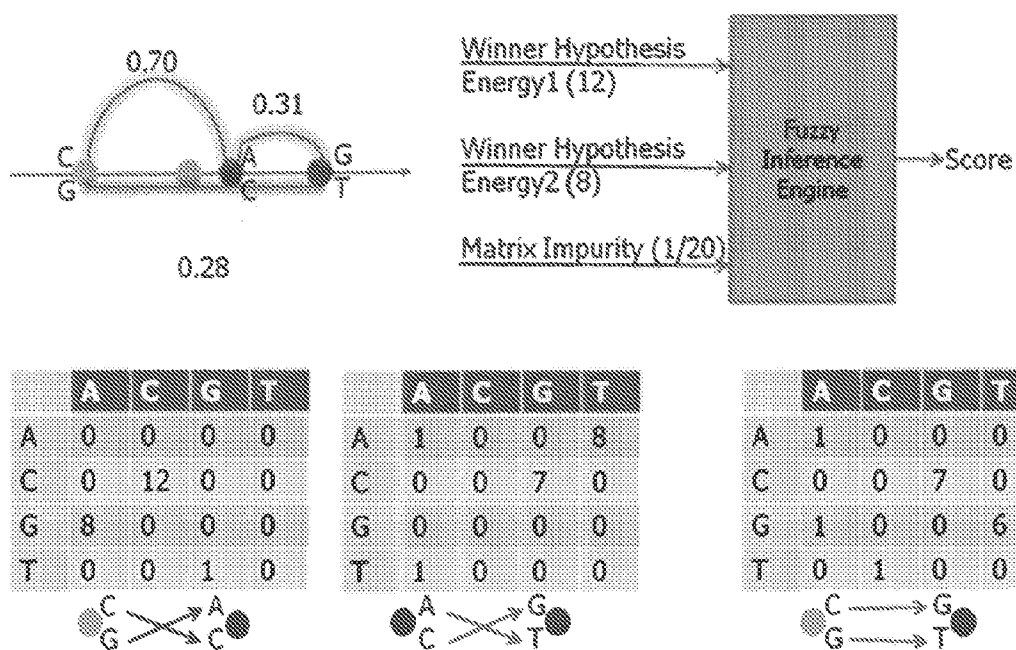 0.70
0.31
C A G
G C T
0.28
Winner Hypothesis
Energy1 (12)
Winner Hypothesis
Energy2 (8)
Matrix Impurity (1/20)
Fuzzy
Inference
Engine
Score
A C G T
A 0 0 0 0
C 0 12 0 0
G 8 0 0 0
T 0 0 1 0
C A
G C
A C G T
A 1 0 0 8
C 0 0 7 0
G 0 0 0 0
T 1 0 0 0
A G
C T
A C G T
A 1 0 0 0
C 0 0 7 0
G 1 0 0 6
T 0 1 0 0
C G
G T